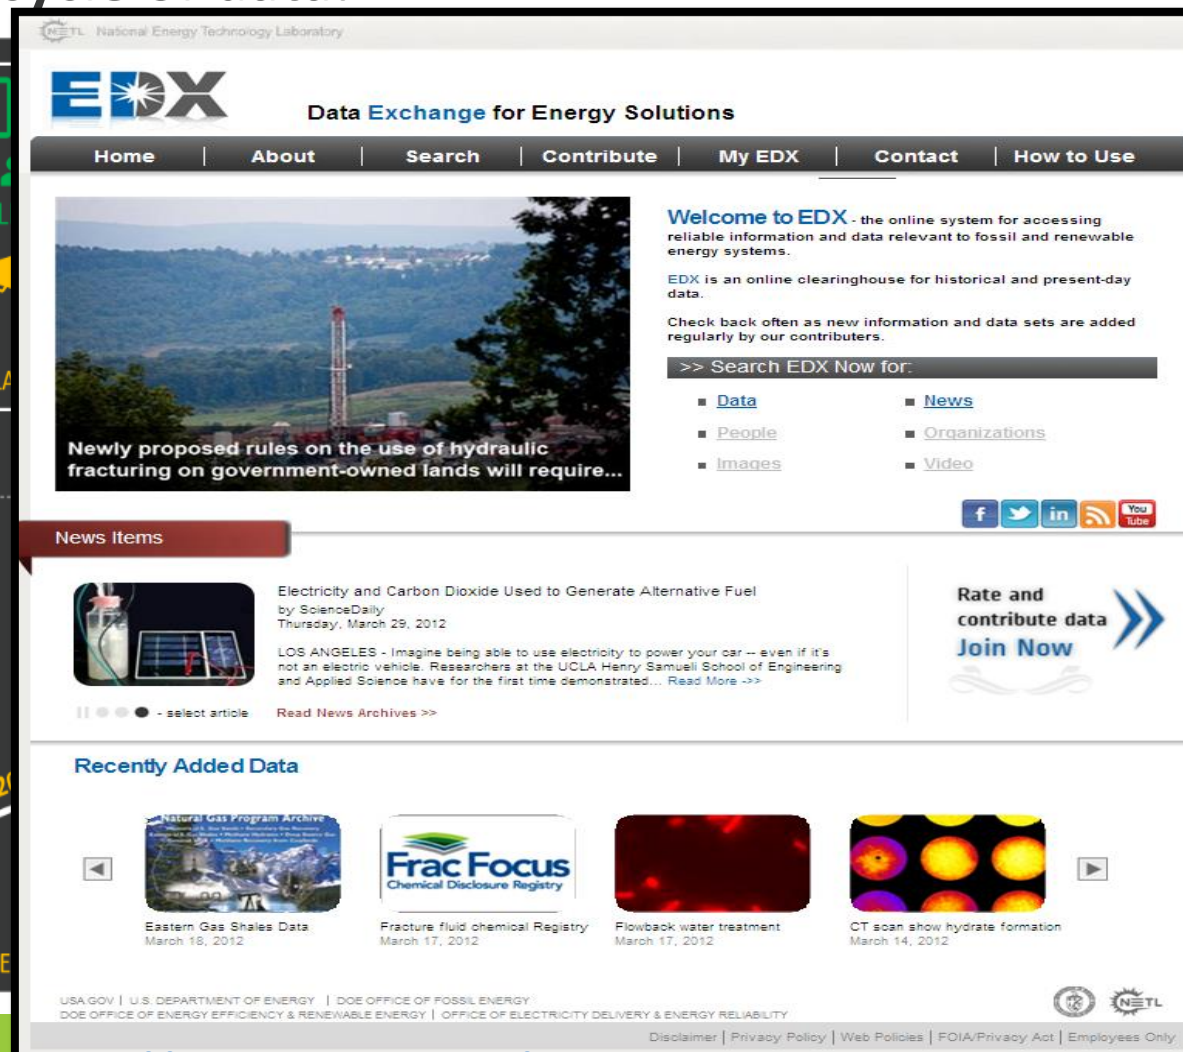 NETL National Energy Technology Laboratory
EDX
Data Exchange for Energy Solutions
Home | About | Search | Contribute | My EDX | Contact | How to Use
Welcome to EDX - the online system for accessing
reliable information and data relevant to fossil and renewable
energy systems.
EDX is an online clearinghouse for historical and present-day
data.
Check back often as new information and data sets are added
regularly by our contributers.
>> Search EDX Now for:
Data
News
People
Organizations
Images
Video
Newly proposed rules on the use of hydraulic
fracturing on government-owned lands will require...
f in You Tube
News Items
Electricity and Carbon Dioxide Used to Generate Alternative Fuel
by ScienceDaily
Thursday, March 29, 2012
LOS ANGELES - Imagine being able to use electricity to power your car -- even if it's
not an electric vehicle. Researchers at the UCLA Henry Samueli School of Engineering
and Applied Science have for the first time demonstrated... Read More ->>
- select article
Read News Archives >>
Rate and
contribute data
Join Now
Recently Added Data
Natural Gas Program Archive
Frac Focus
Chemical Disclosure Registry
Eastern Gas Shales Data
March 18, 2012
Fracture fluid chemical Registry
March 17, 2012
Flowback water treatment
March 17, 2012
CT scan show hydrate formation
March 14, 2012
USA.GOV | U.S. DEPARTMENT OF ENERGY | DOE OFFICE OF FOSSIL ENERGY
DOE OFFICE OF ENERGY EFFICIENCY & RENEWABLE ENERGY | OFFICE OF ELECTRICITY DELIVERY & ENERGY RELIABILITY
NETL
Disclaimer | Privacy Policy | Web Policies | FOIA/Privacy Act | Employees Only